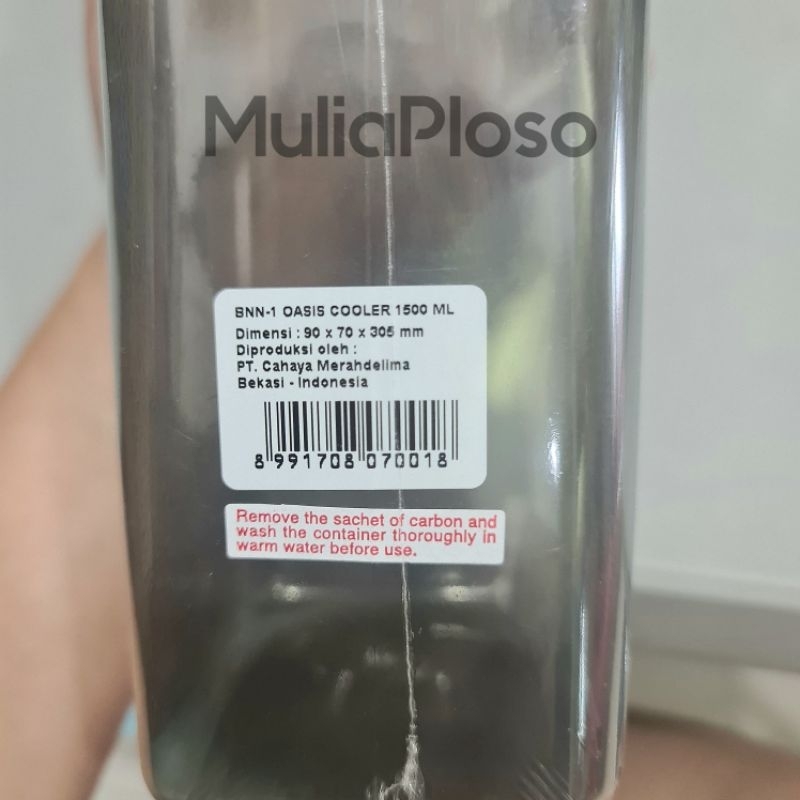 MuliaPloso
BNN-1 OASIS COOLER 1500 ML
Dimensi : 90 x 70 x 305 mm
Diproduksi oleh :
PT. Cahaya Merahdelima
Bekasi - Indonesia
8 991708 070018
Remove the sachet of carbon and
wash the container thoroughly in
warm water before use.